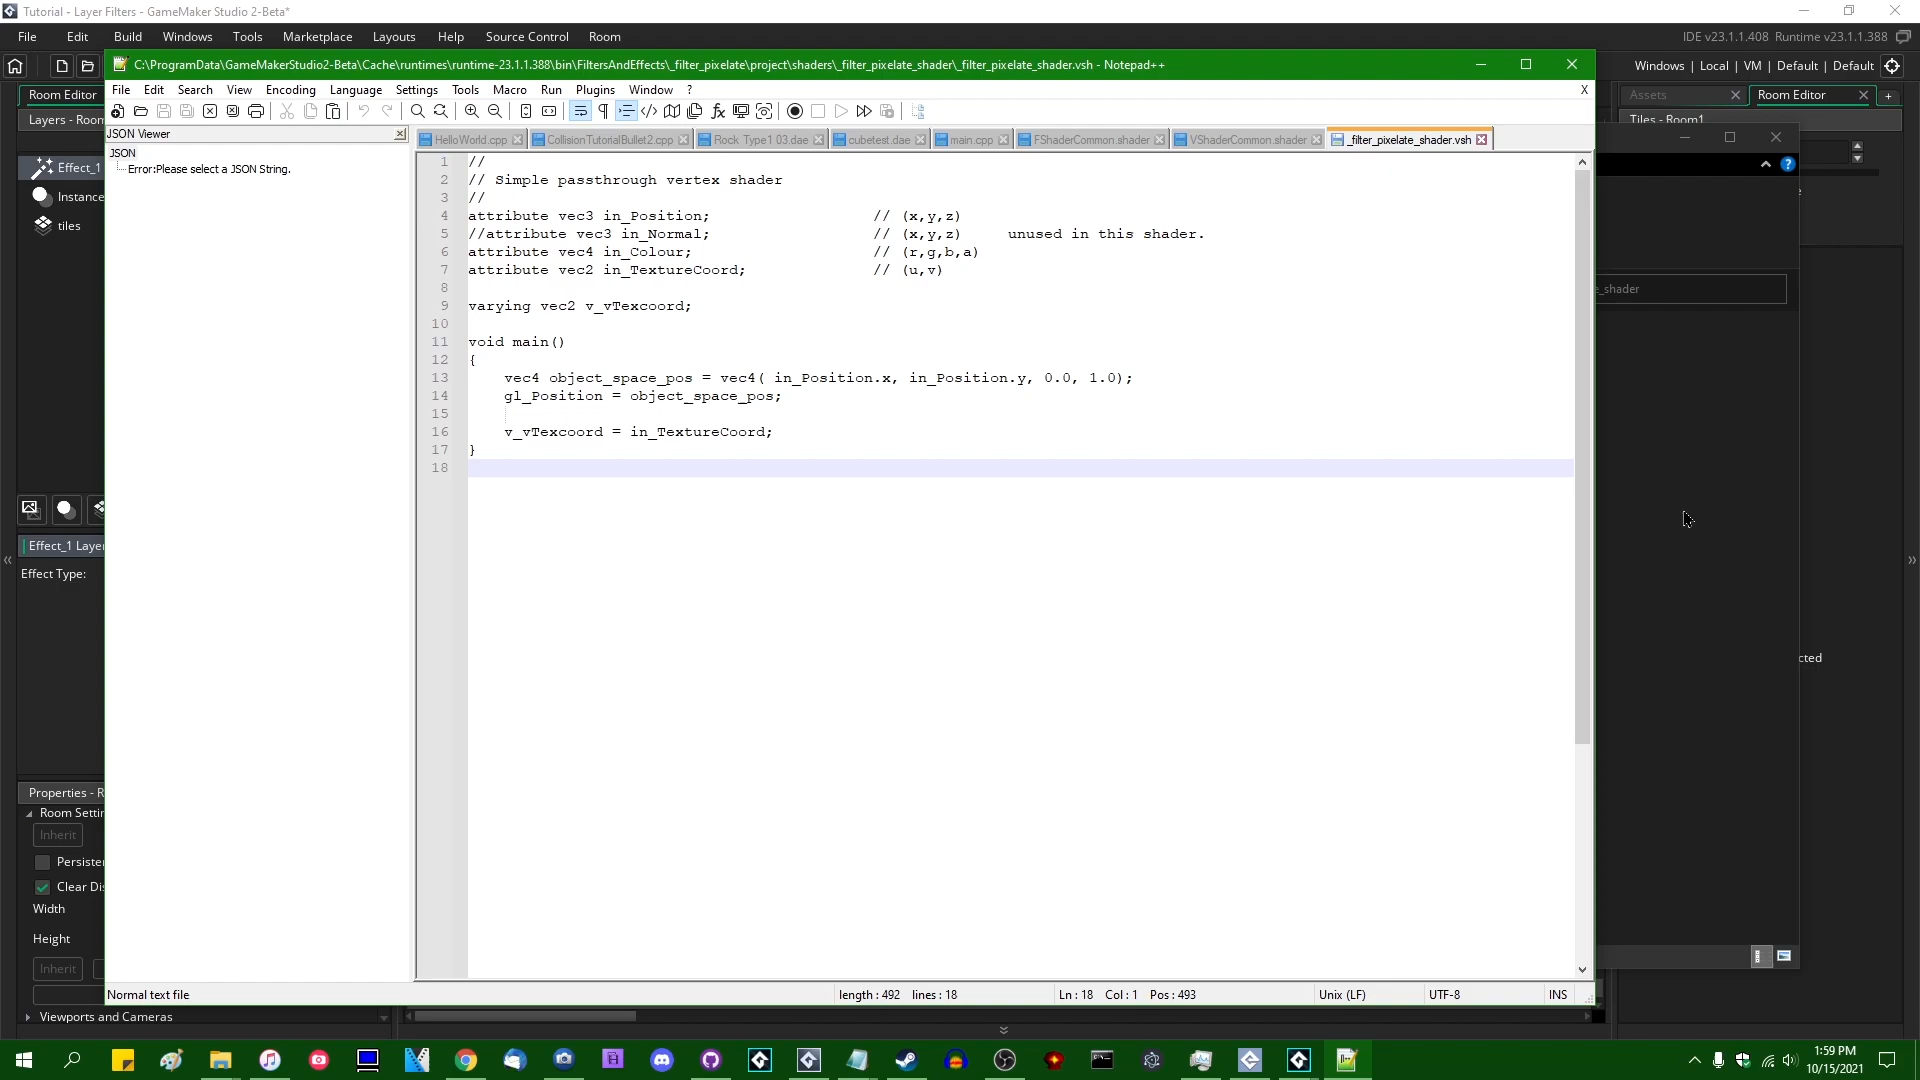 Tutorial - Layer Filters - GameMaker Studio 2-Beta*
File Edit Build Windows Tools Marketplace Layouts Help Source Control Room
IDE v23.1.1.408 Runtime v23.1.1.388
C:\ProgramData\GameMakerStudio2-Beta\Cache\runtimes\runtime-23.1.1.388\bin\FiltersAndEffects\_filter_pixelate\project\shaders\_filter_pixelate_shader\_filter_pixelate_shader.vsh - Notepad++
Windows | Local | VM | Default | Default
File Edit Search View Encoding Language Settings Tools Macro Run Plugins Window ?
X
Room Editor
Assets
Room Editor
Layers - Room
Tiles - Room1
JSON Viewer
HelloWorld.cpp
CollisionTutorialBullet2.cpp
Rock_Type1 03.dae
cubetest.dae
main.cpp
FShaderCommon.shader
VShaderCommon.shader
_filter_pixelate_shader.vsh
JSON
Error:Please select a JSON String.
Effect_1
Instance
tiles
1 //
2 // Simple passthrough vertex shader
3 //
4 attribute vec3 in_Position; // (x,y,z)
5 //attribute vec3 in_Normal; // (x,y,z) unused in this shader.
6 attribute vec4 in_Colour; // (r,g,b,a)
7 attribute vec2 in_TextureCoord; // (u,v)
8
9 varying vec2 v_vTexcoord;
10
11 void main()
12 {
13 vec4 object_space_pos = vec4( in_Position.x, in_Position.y, 0.0, 1.0);
14 gl_Position = object_space_pos;
15
16 v_vTexcoord = in_TextureCoord;
17 }
18
e_shader
cted
Effect_1 Layer
Effect Type:
Properties - R
Room Settin
Inherit
Persisten
Clear Dis
Width
Height
Inherit
Viewports and Cameras
Normal text file
length : 492 lines : 18
Ln : 18 Col : 1 Pos : 493
Unix (LF)
UTF-8
INS
1:59 PM
10/15/2021